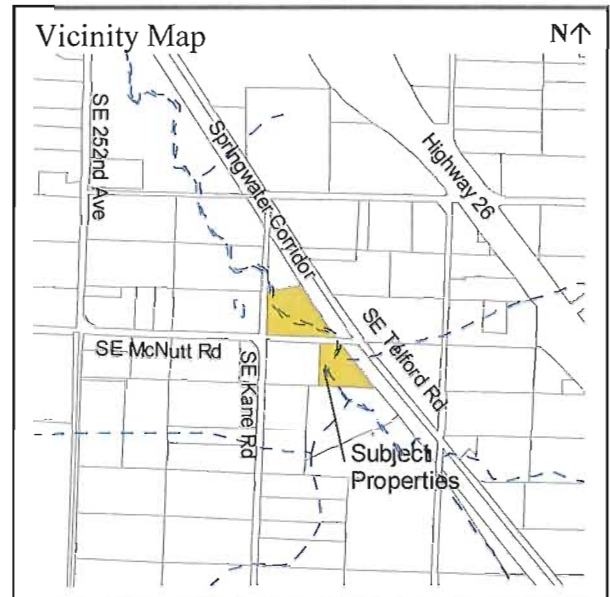 Vicinity Map
N↑
SE 252nd Ave
Springwater Corridor
Highway 26
SE Telford Rd
SE McNutt Rd
SE Kane Rd
Subject
Properties